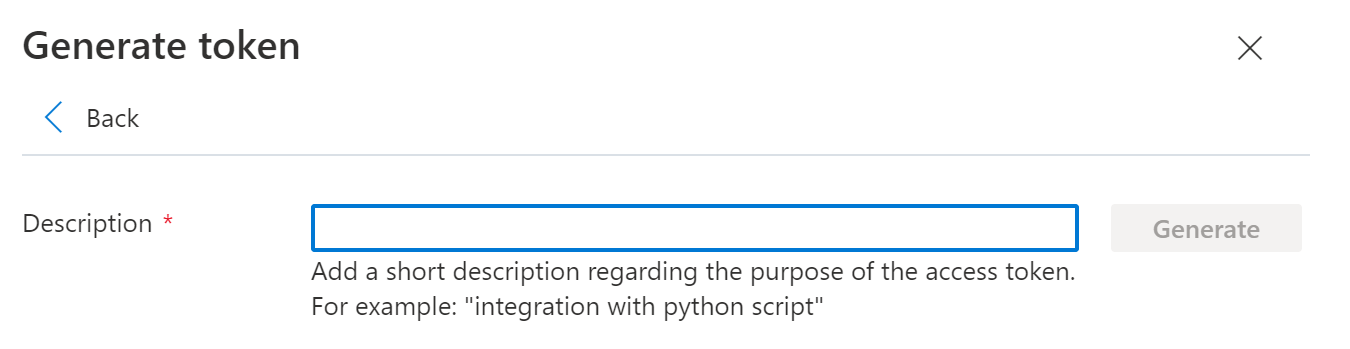 Generate token
Back
Description *
Generate
Add a short description regarding the purpose of the access token.
For example: "integration with python script"